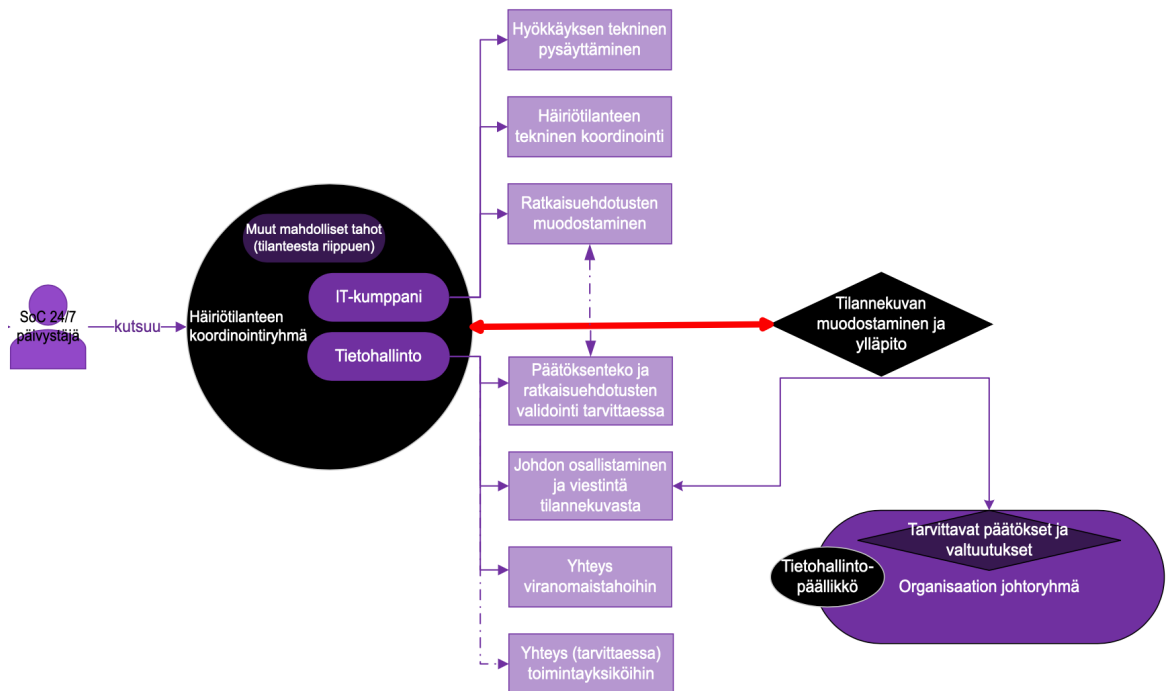 SoC 24/7
päivystäjä
kutsuu
Häiriötilanteen
koordinointiryhmä
Muut mahdolliset tahot
(tilanteesta riippuen)
IT-kumppani
Tietohallinto
Hyökkäyksen tekninen
pysäyttäminen
Häiriötilanteen
tekninen koordinointi
Ratkaisuehdotusten
muodostaminen
Päätöksenteko ja
ratkaisuehdotusten
validointi tarvittaessa
Johdon osallistaminen
ja viestintä
tilannekuvasta
Yhteys
viranomaistahoihin
Yhteys (tarvittaessa)
toimintayksiköihin
Tilannekuvan
muodostaminen ja
ylläpito
Tarvittavat päätökset ja
valtuutukset
Tietohallinto-
päällikkö
Organisaation johtoryhmä